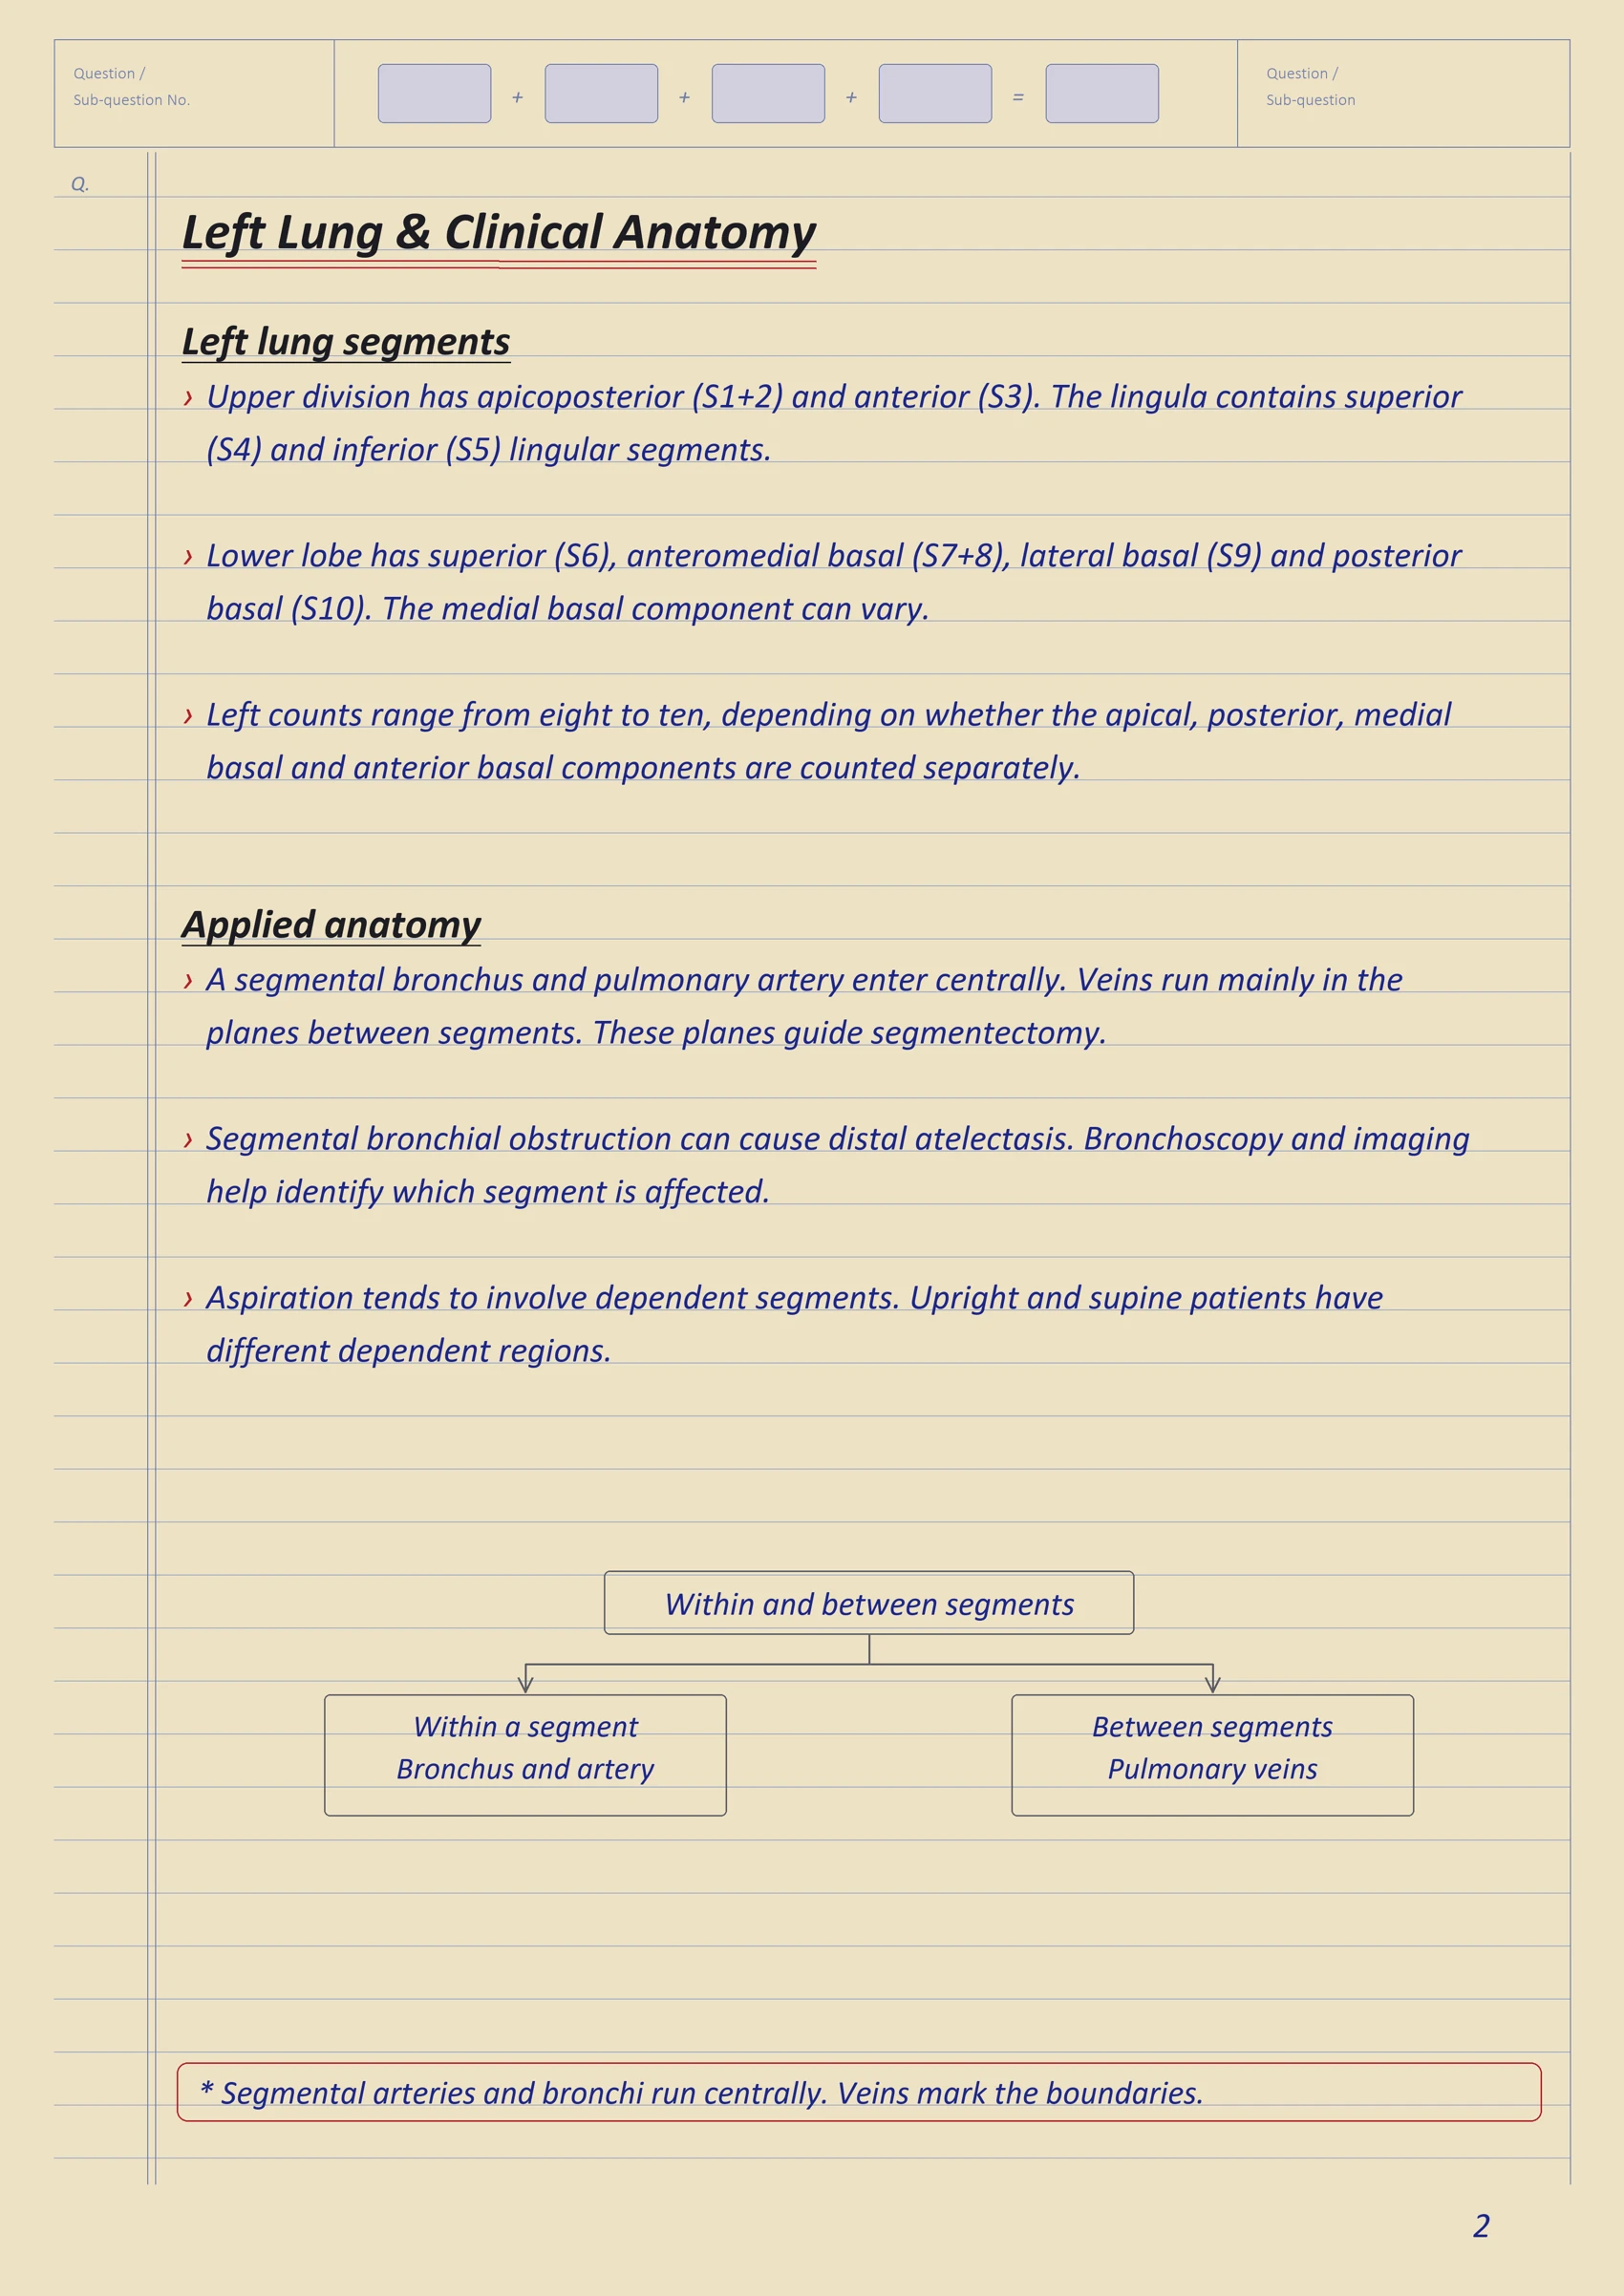 Question /
Sub-question No.
+ + + =
Question /
Sub-question
Q.
Left Lung & Clinical Anatomy
Left lung segments
› Upper division has apicoposterior (S1+2) and anterior (S3). The lingula contains superior
(S4) and inferior (S5) lingular segments.
› Lower lobe has superior (S6), anteromedial basal (S7+8), lateral basal (S9) and posterior
basal (S10). The medial basal component can vary.
› Left counts range from eight to ten, depending on whether the apical, posterior, medial
basal and anterior basal components are counted separately.
Applied anatomy
› A segmental bronchus and pulmonary artery enter centrally. Veins run mainly in the
planes between segments. These planes guide segmentectomy.
› Segmental bronchial obstruction can cause distal atelectasis. Bronchoscopy and imaging
help identify which segment is affected.
› Aspiration tends to involve dependent segments. Upright and supine patients have
different dependent regions.
Within and between segments
Within a segment
Bronchus and artery
Between segments
Pulmonary veins
* Segmental arteries and bronchi run centrally. Veins mark the boundaries.
2